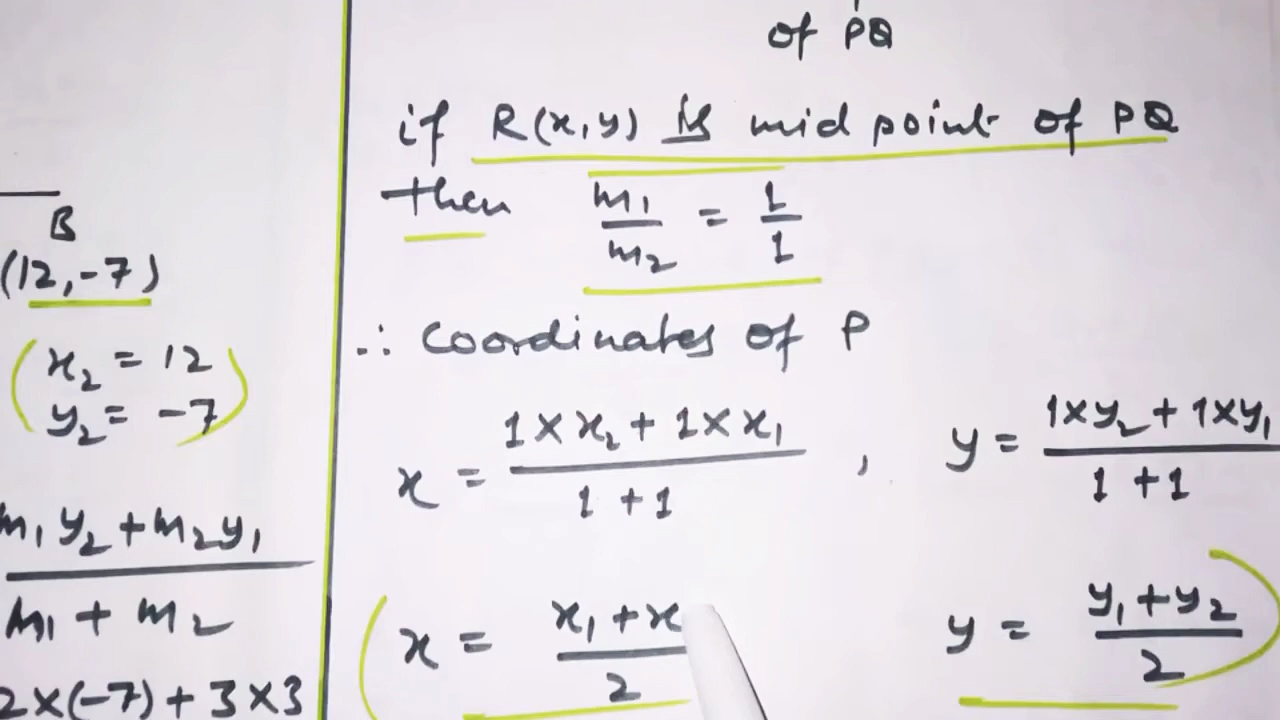 B
(12,-7)
x₂ = 12
y₂ = -7
m₁y₂ + m₂y₁
m₁ + m₂
2×(-7) + 3×3
of PQ
if R(x,y) is mid point of PQ
then m₁/m₂ = 1/1
∴ coordinates of P
x = (1×x₂ + 1×x₁)/(1+1) , y = (1×y₂ + 1×y₁)/(1+1)
x = (x₁+x)/2 y = (y₁+y₂)/2